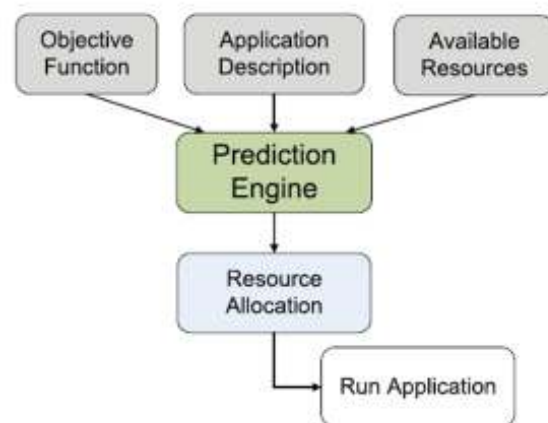 Objective
Function
Application
Description
Available
Resources
Prediction
Engine
Resource
Allocation
Run Application